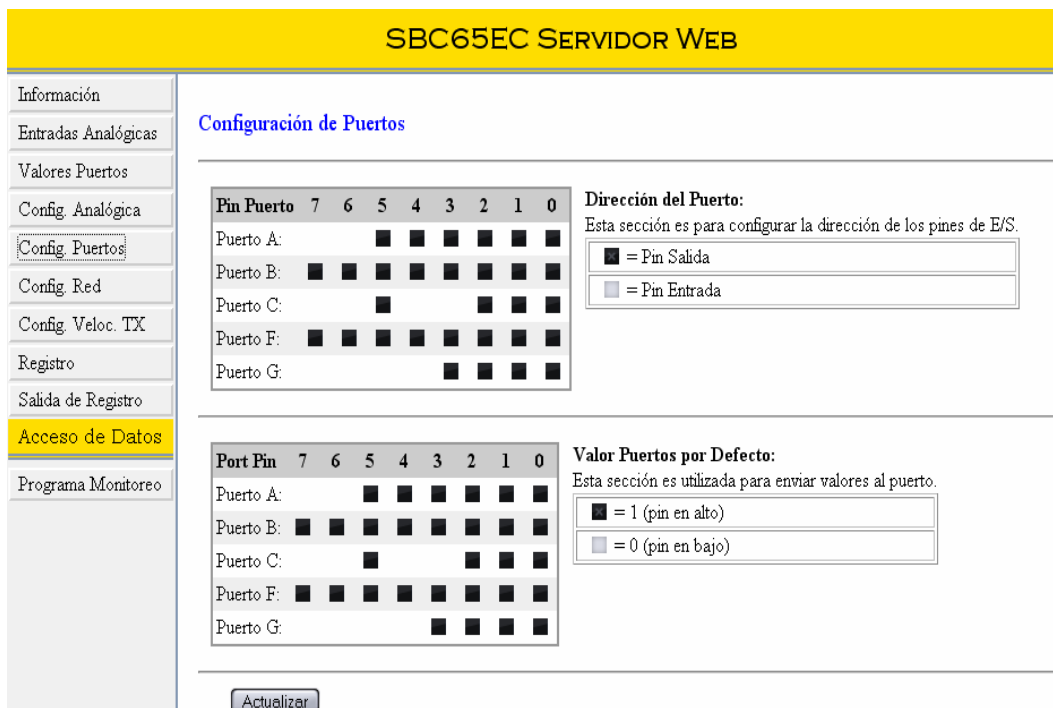 SBC65EC SERVIDOR WEB
Información
Entradas Analógicas
Valores Puertos
Config. Analógica
Config. Puertos
Config. Red
Config. Veloc. TX
Registro
Salida de Registro
Acceso de Datos
Programa Monitoreo
Configuración de Puertos
Pin Puerto 7 6 5 4 3 2 1 0
Puerto A:
Puerto B:
Puerto C:
Puerto F:
Puerto G:
Dirección del Puerto:
Esta sección es para configurar la dirección de los pines de E/S.
= Pin Salida
= Pin Entrada
Port Pin 7 6 5 4 3 2 1 0
Puerto A:
Puerto B:
Puerto C:
Puerto F:
Puerto G:
Valor Puertos por Defecto:
Esta sección es utilizada para enviar valores al puerto.
= 1 (pin en alto)
= 0 (pin en bajo)
Actualizar